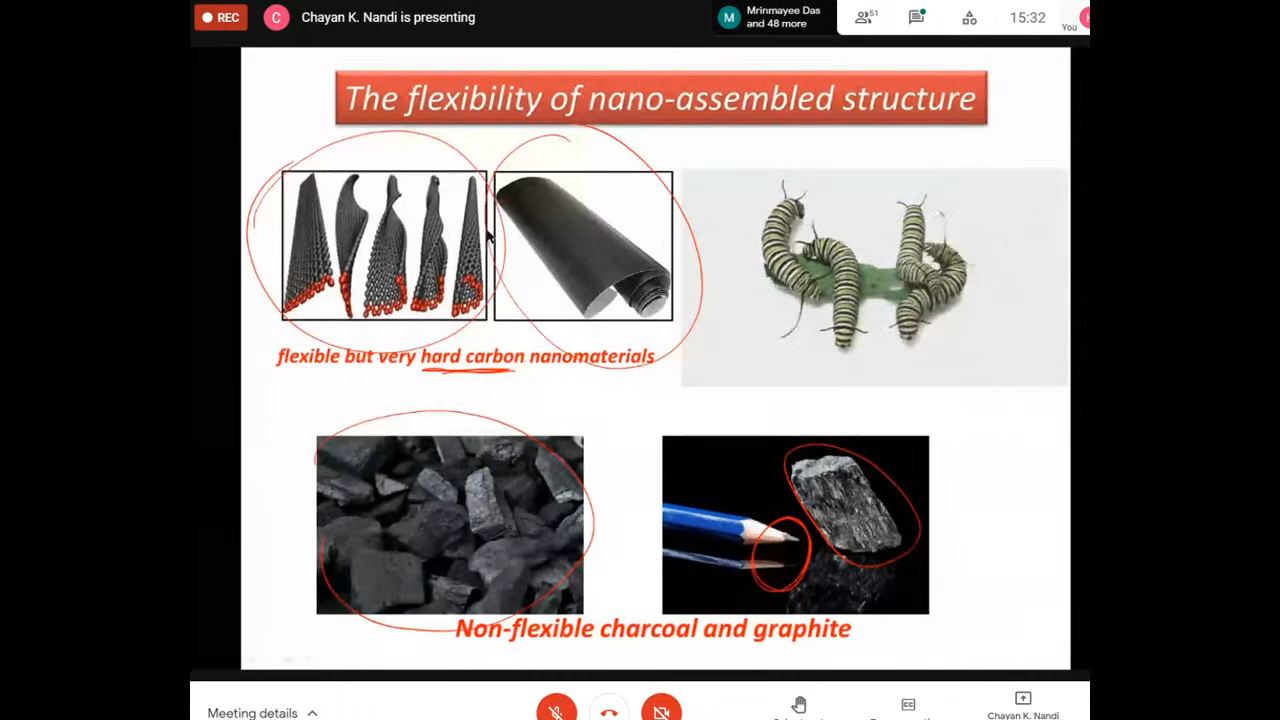 REC
C
Chayan K. Nandi is presenting
M
Mrinmayee Das
and 48 more
51
15:32
You
The flexibility of nano-assembled structure
flexible but very hard carbon nanomaterials
Non-flexible charcoal and graphite
Meeting details
Chayan K. Nandi